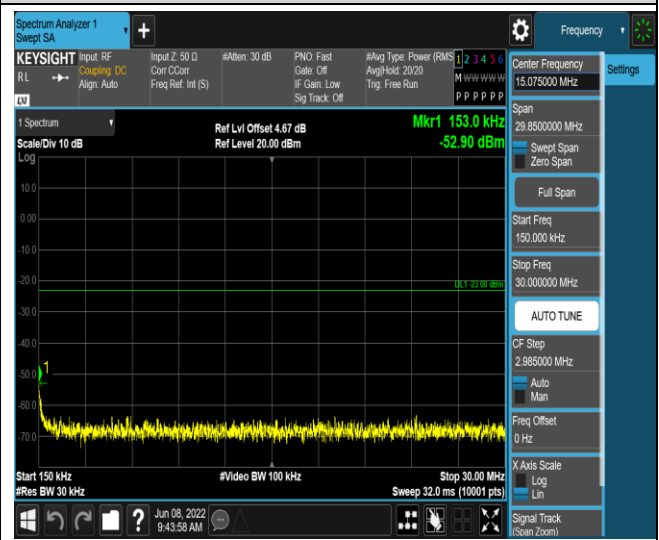 Spectrum Analyzer 1
Swept SA
Frequency
KEYSIGHT
RL
LXI
Input: RF
Coupling: DC
Align: Auto
Input Z: 50 Ω
Corr CCorr
Freq Ref: Int (S)
#Atten: 30 dB
PNO: Fast
Gate: Off
IF Gain: Low
Sig Track: Off
#Avg Type: Power (RMS
Avg|Hold: 20/20
Trig: Free Run
1 2 3 4 5 6
M W W W W W
P P P P P P
1 Spectrum
Scale/Div 10 dB
Log
Ref Lvl Offset 4.67 dB
Ref Level 20.00 dBm
Mkr1 153.0 kHz
-52.90 dBm
10.0
0.00
-10.0
-20.0
DL1 -23.00 dBm
-30.0
-40.0
1
-50.0
-60.0
-70.0
Start 150 kHz
#Res BW 30 kHz
#Video BW 100 kHz
Stop 30.00 MHz
Sweep 32.0 ms (10001 pts)
?
Jun 08, 2022
9:43:58 AM
Center Frequency
15.075000 MHz
Settings
Span
29.8500000 MHz
Swept Span
Zero Span
Full Span
Start Freq
150.000 kHz
Stop Freq
30.000000 MHz
AUTO TUNE
CF Step
2.985000 MHz
Auto
Man
Freq Offset
0 Hz
X Axis Scale
Log
Lin
Signal Track
(Span Zoom)